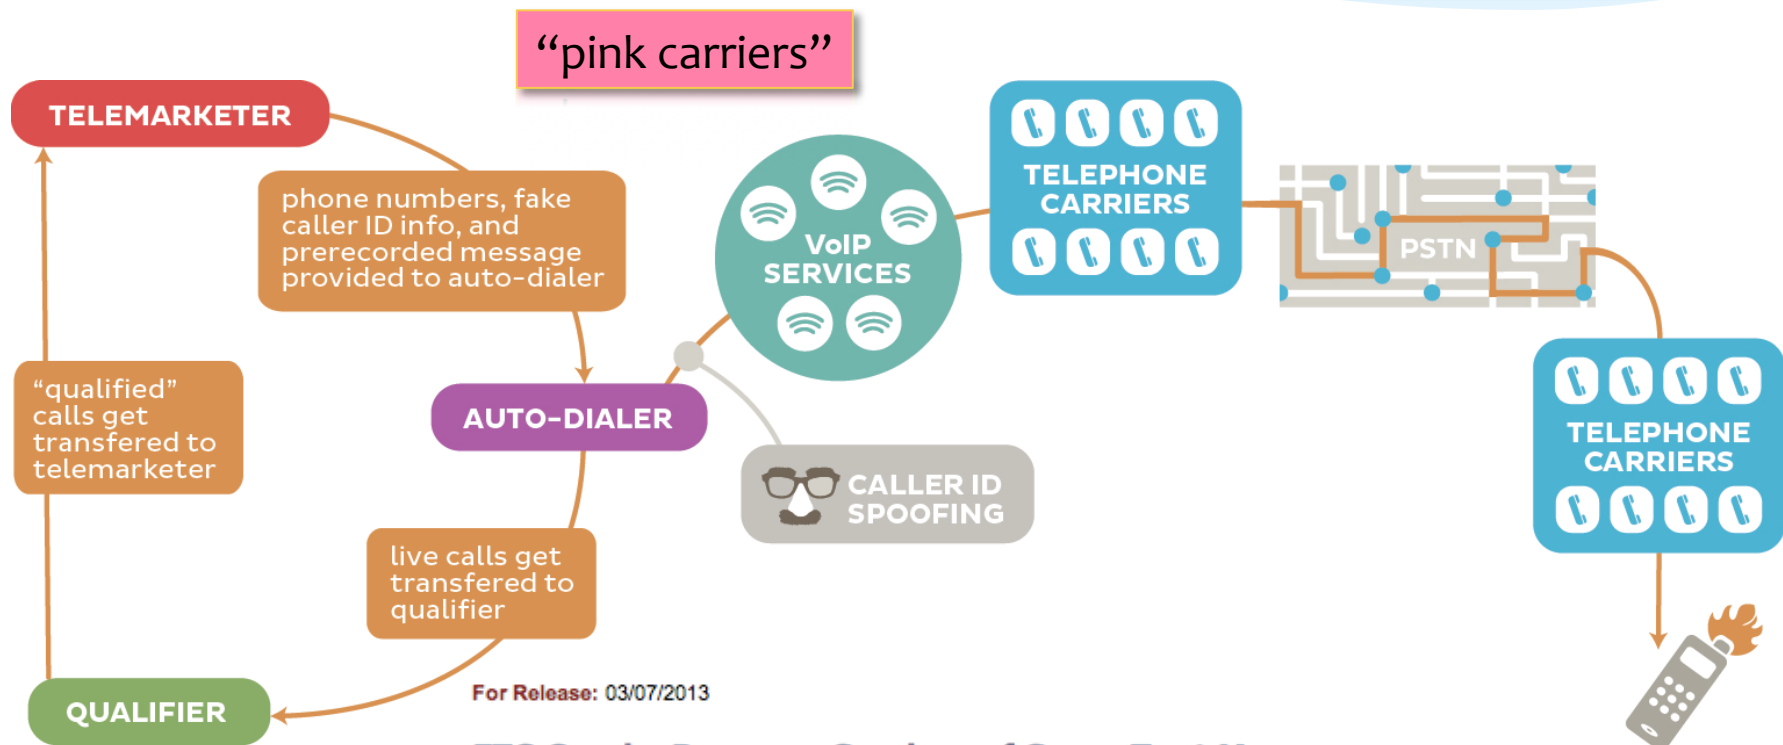 “pink carriers”
TELEMARKETER
phone numbers, fake
caller ID info, and
prerecorded message
provided to auto-dialer
VoIP
SERVICES
TELEPHONE
CARRIERS
PSTN
“qualified”
calls get
transfered to
telemarketer
AUTO-DIALER
CALLER ID
SPOOFING
TELEPHONE
CARRIERS
live calls get
transfered to
qualifier
QUALIFIER
For Release: 03/07/2013